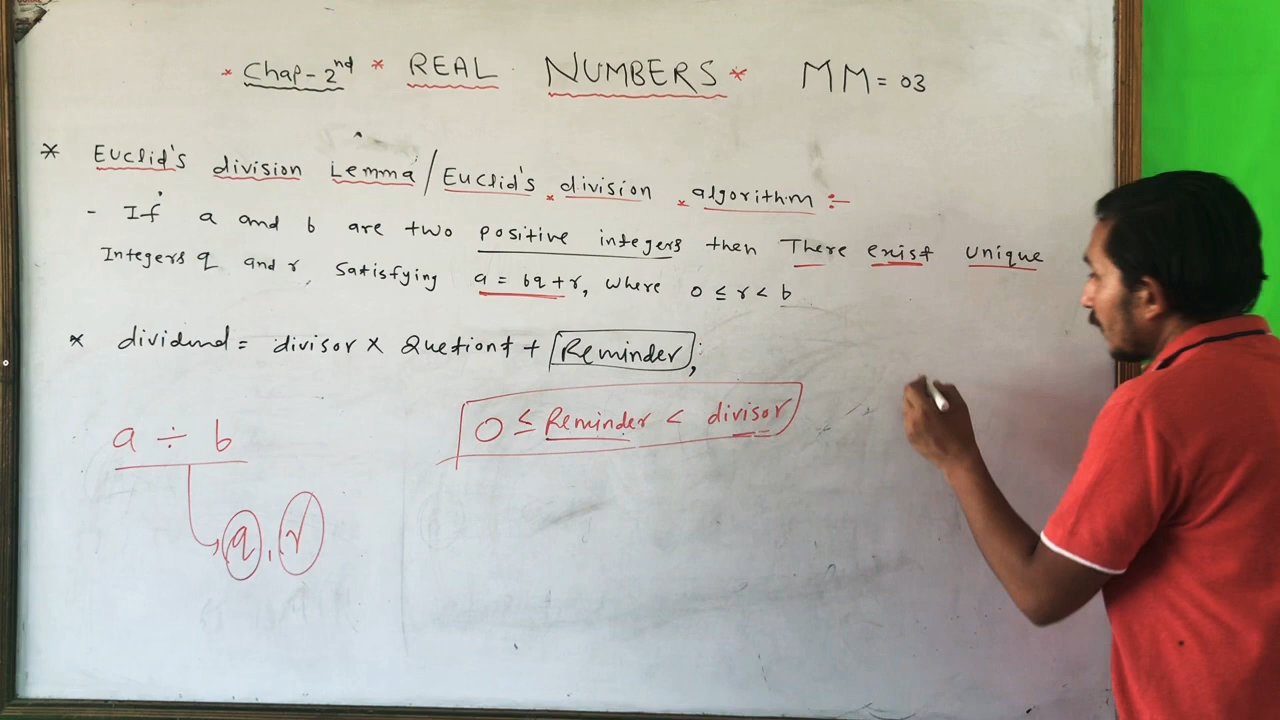 * Chap-2nd * REAL NUMBERS * MM = 03
* Euclid's division Lemma/Euclid's division algorithm :-
- If a and b are two positive integers then There exist unique
Integers q and r satisfying a = bq + r, where 0 ≤ r < b
* dividend = divisor × Quetiont + Reminder,
0 ≤ Reminder < divisor
a ÷ b
q, r